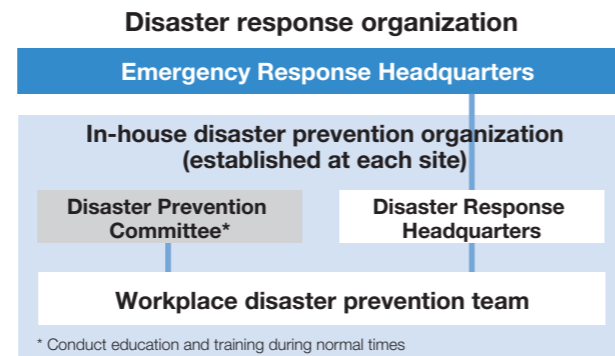 Disaster response organization
Emergency Response Headquarters
In-house disaster prevention organization
(established at each site)
Disaster Prevention
Committee*
Disaster Response
Headquarters
Workplace disaster prevention team
* Conduct education and training during normal times